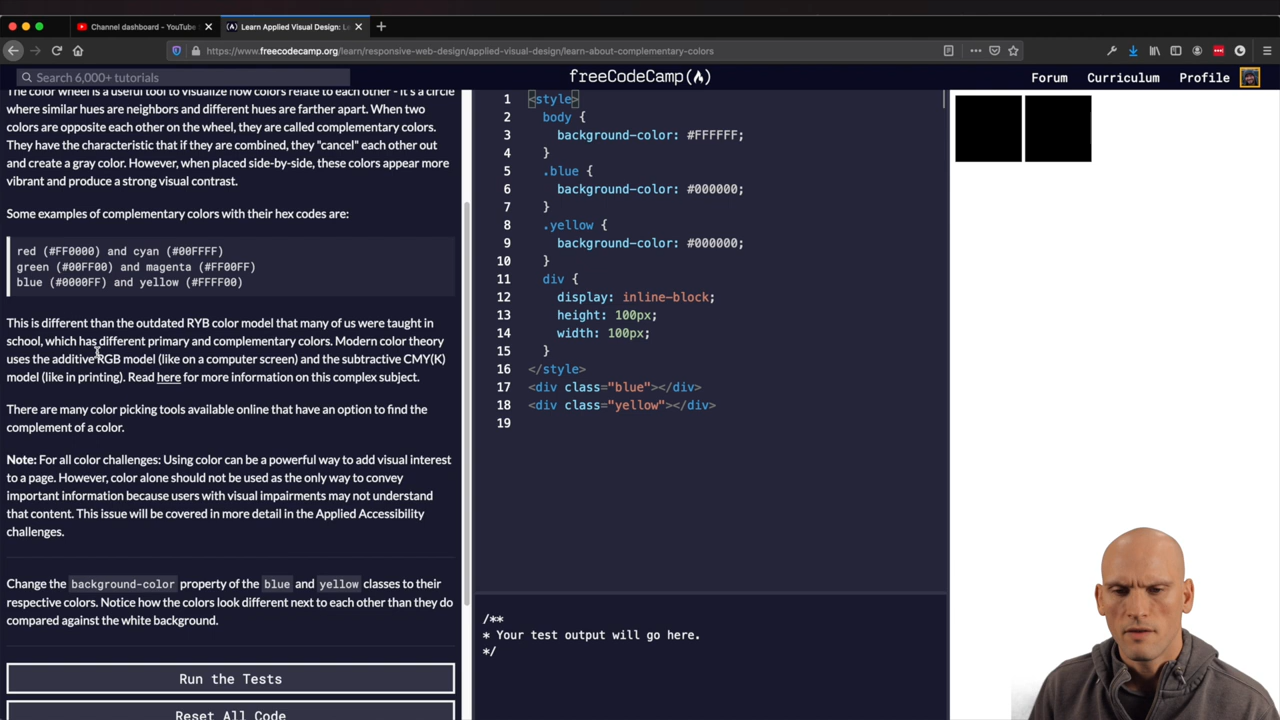 Channel dashboard - YouTube
Learn Applied Visual Design: Le
https://www.freecodecamp.org/learn/responsive-web-design/applied-visual-design/learn-about-complementary-colors
Search 6,000+ tutorials
freeCodeCamp
Forum
Curriculum
Profile
The color wheel is a useful tool to visualize how colors relate to each other - it's a circle
where similar hues are neighbors and different hues are farther apart. When two
colors are opposite each other on the wheel, they are called complementary colors.
They have the characteristic that if they are combined, they "cancel" each other out
and create a gray color. However, when placed side-by-side, these colors appear more
vibrant and produce a strong visual contrast.
Some examples of complementary colors with their hex codes are:
red (#FF0000) and cyan (#00FFFF)
green (#00FF00) and magenta (#FF00FF)
blue (#0000FF) and yellow (#FFFF00)
This is different than the outdated RYB color model that many of us were taught in
school, which has different primary and complementary colors. Modern color theory
uses the additive RGB model (like on a computer screen) and the subtractive CMY(K)
model (like in printing). Read here for more information on this complex subject.
There are many color picking tools available online that have an option to find the
complement of a color.
Note: For all color challenges: Using color can be a powerful way to add visual interest
to a page. However, color alone should not be used as the only way to convey
important information because users with visual impairments may not understand
that content. This issue will be covered in more detail in the Applied Accessibility
challenges.
Change the background-color property of the blue and yellow classes to their
respective colors. Notice how the colors look different next to each other than they do
compared against the white background.
Run the Tests
Reset All Code
1 <style>
2 body {
3 background-color: #FFFFFF;
4 }
5 .blue {
6 background-color: #000000;
7 }
8 .yellow {
9 background-color: #000000;
10 }
11 div {
12 display: inline-block;
13 height: 100px;
14 width: 100px;
15 }
16 </style>
17 <div class="blue"></div>
18 <div class="yellow"></div>
19
/**
* Your test output will go here.
*/